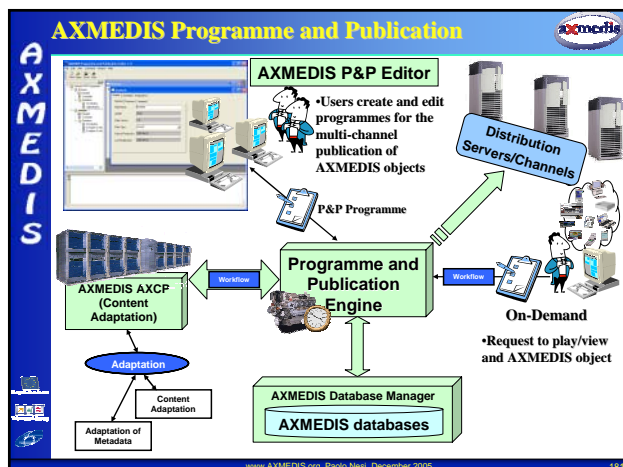 AXMEDIS Programme and Publication
axmedis
AXMEDIS
AXMEDIS P&P Editor
•Users create and edit
programmes for the
multi-channel
publication of
AXMEDIS objects
Distribution
Servers/Channels
P&P Programme
AXMEDIS AXCP
(Content
Adaptation)
Workflow
Programme and
Publication
Engine
Workflow
On-Demand
•Request to play/view
and AXMEDIS object
Adaptation
Content
Adaptation
Adaptation of
Metadata
AXMEDIS Database Manager
AXMEDIS databases
www.AXMEDIS.org, Paolo Nesi, December 2005